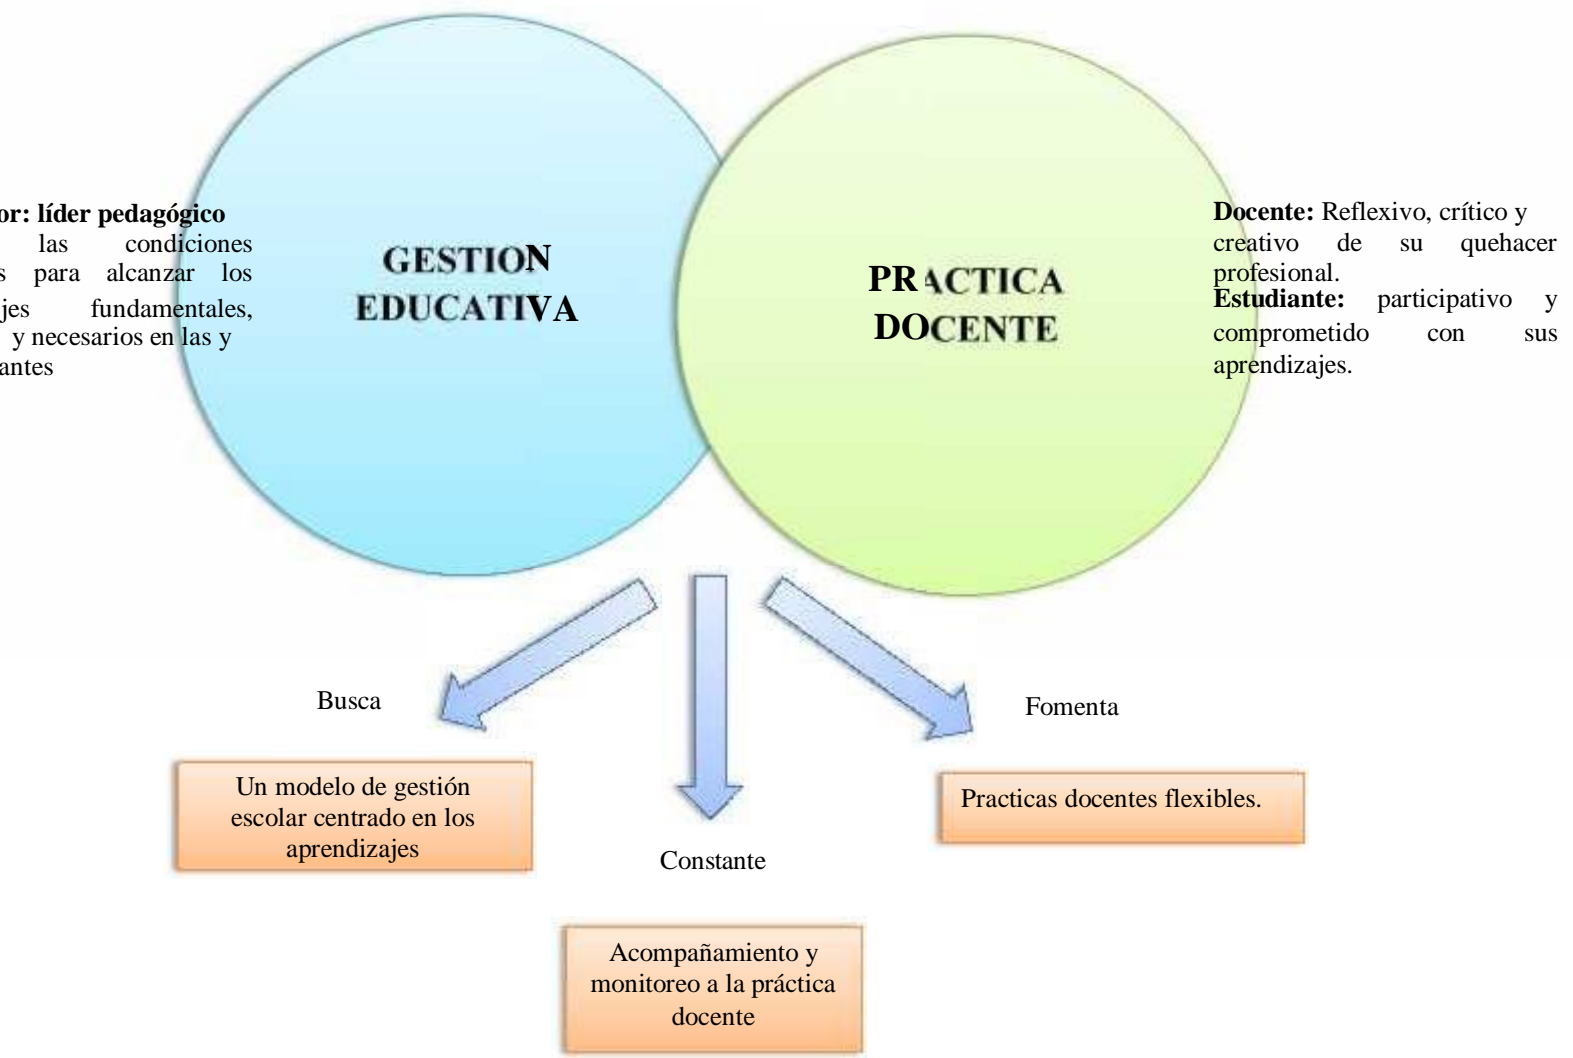 or: líder pedagógico
las condiciones
s para alcanzar los
jes fundamentales,
y necesarios en las y
antes
GESTION
EDUCATIVA
PRACTICA
DOCENTE
Docente: Reflexivo, crítico y
creativo de su quehacer
profesional.
Estudiante: participativo y
comprometido con sus
aprendizajes.
Busca
Fomenta
Un modelo de gestión
escolar centrado en los
aprendizajes
Practicas docentes flexibles.
Constante
Acompañamiento y
monitoreo a la práctica
docente